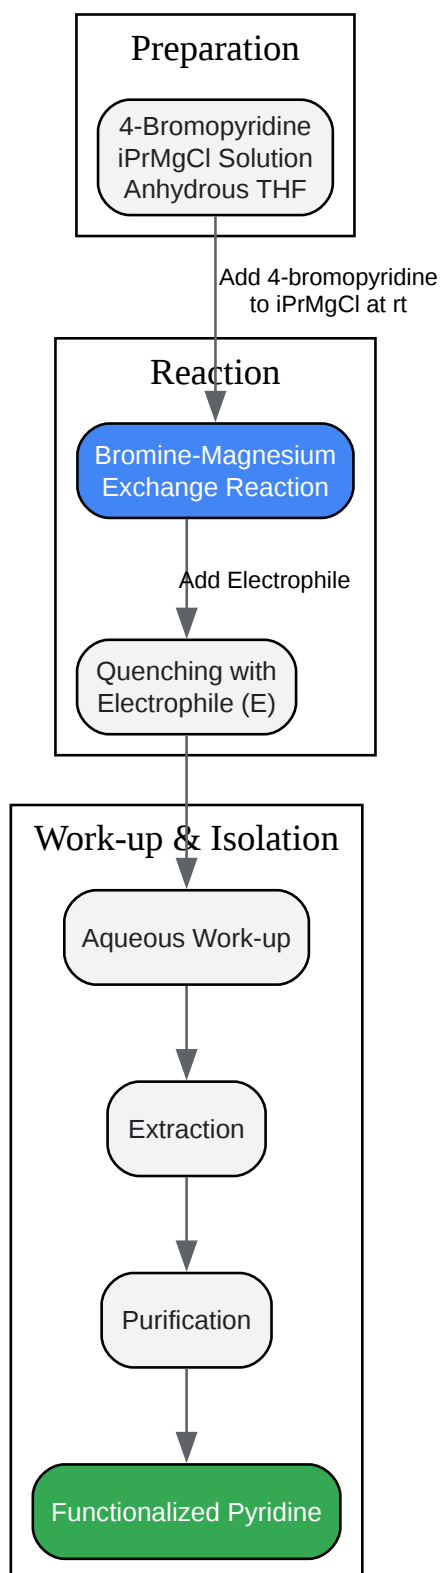 Preparation
4-Bromopyridine
iPrMgCl Solution
Anhydrous THF
Add 4-bromopyridine
to iPrMgCl at rt
Reaction
Bromine-Magnesium
Exchange Reaction
Add Electrophile
Quenching with
Electrophile (E)
Work-up & Isolation
Aqueous Work-up
Extraction
Purification
Functionalized Pyridine